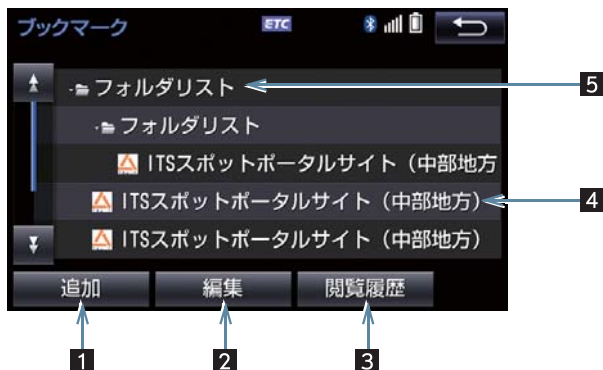 ブックマーク ETC
フォルダリスト 5
フォルダリスト
ITSスポットポータルサイト（中部地方
ITSスポットポータルサイト（中部地方） 4
ITSスポットポータルサイト（中部地方）
追加 編集 閲覧履歴
1 2 3